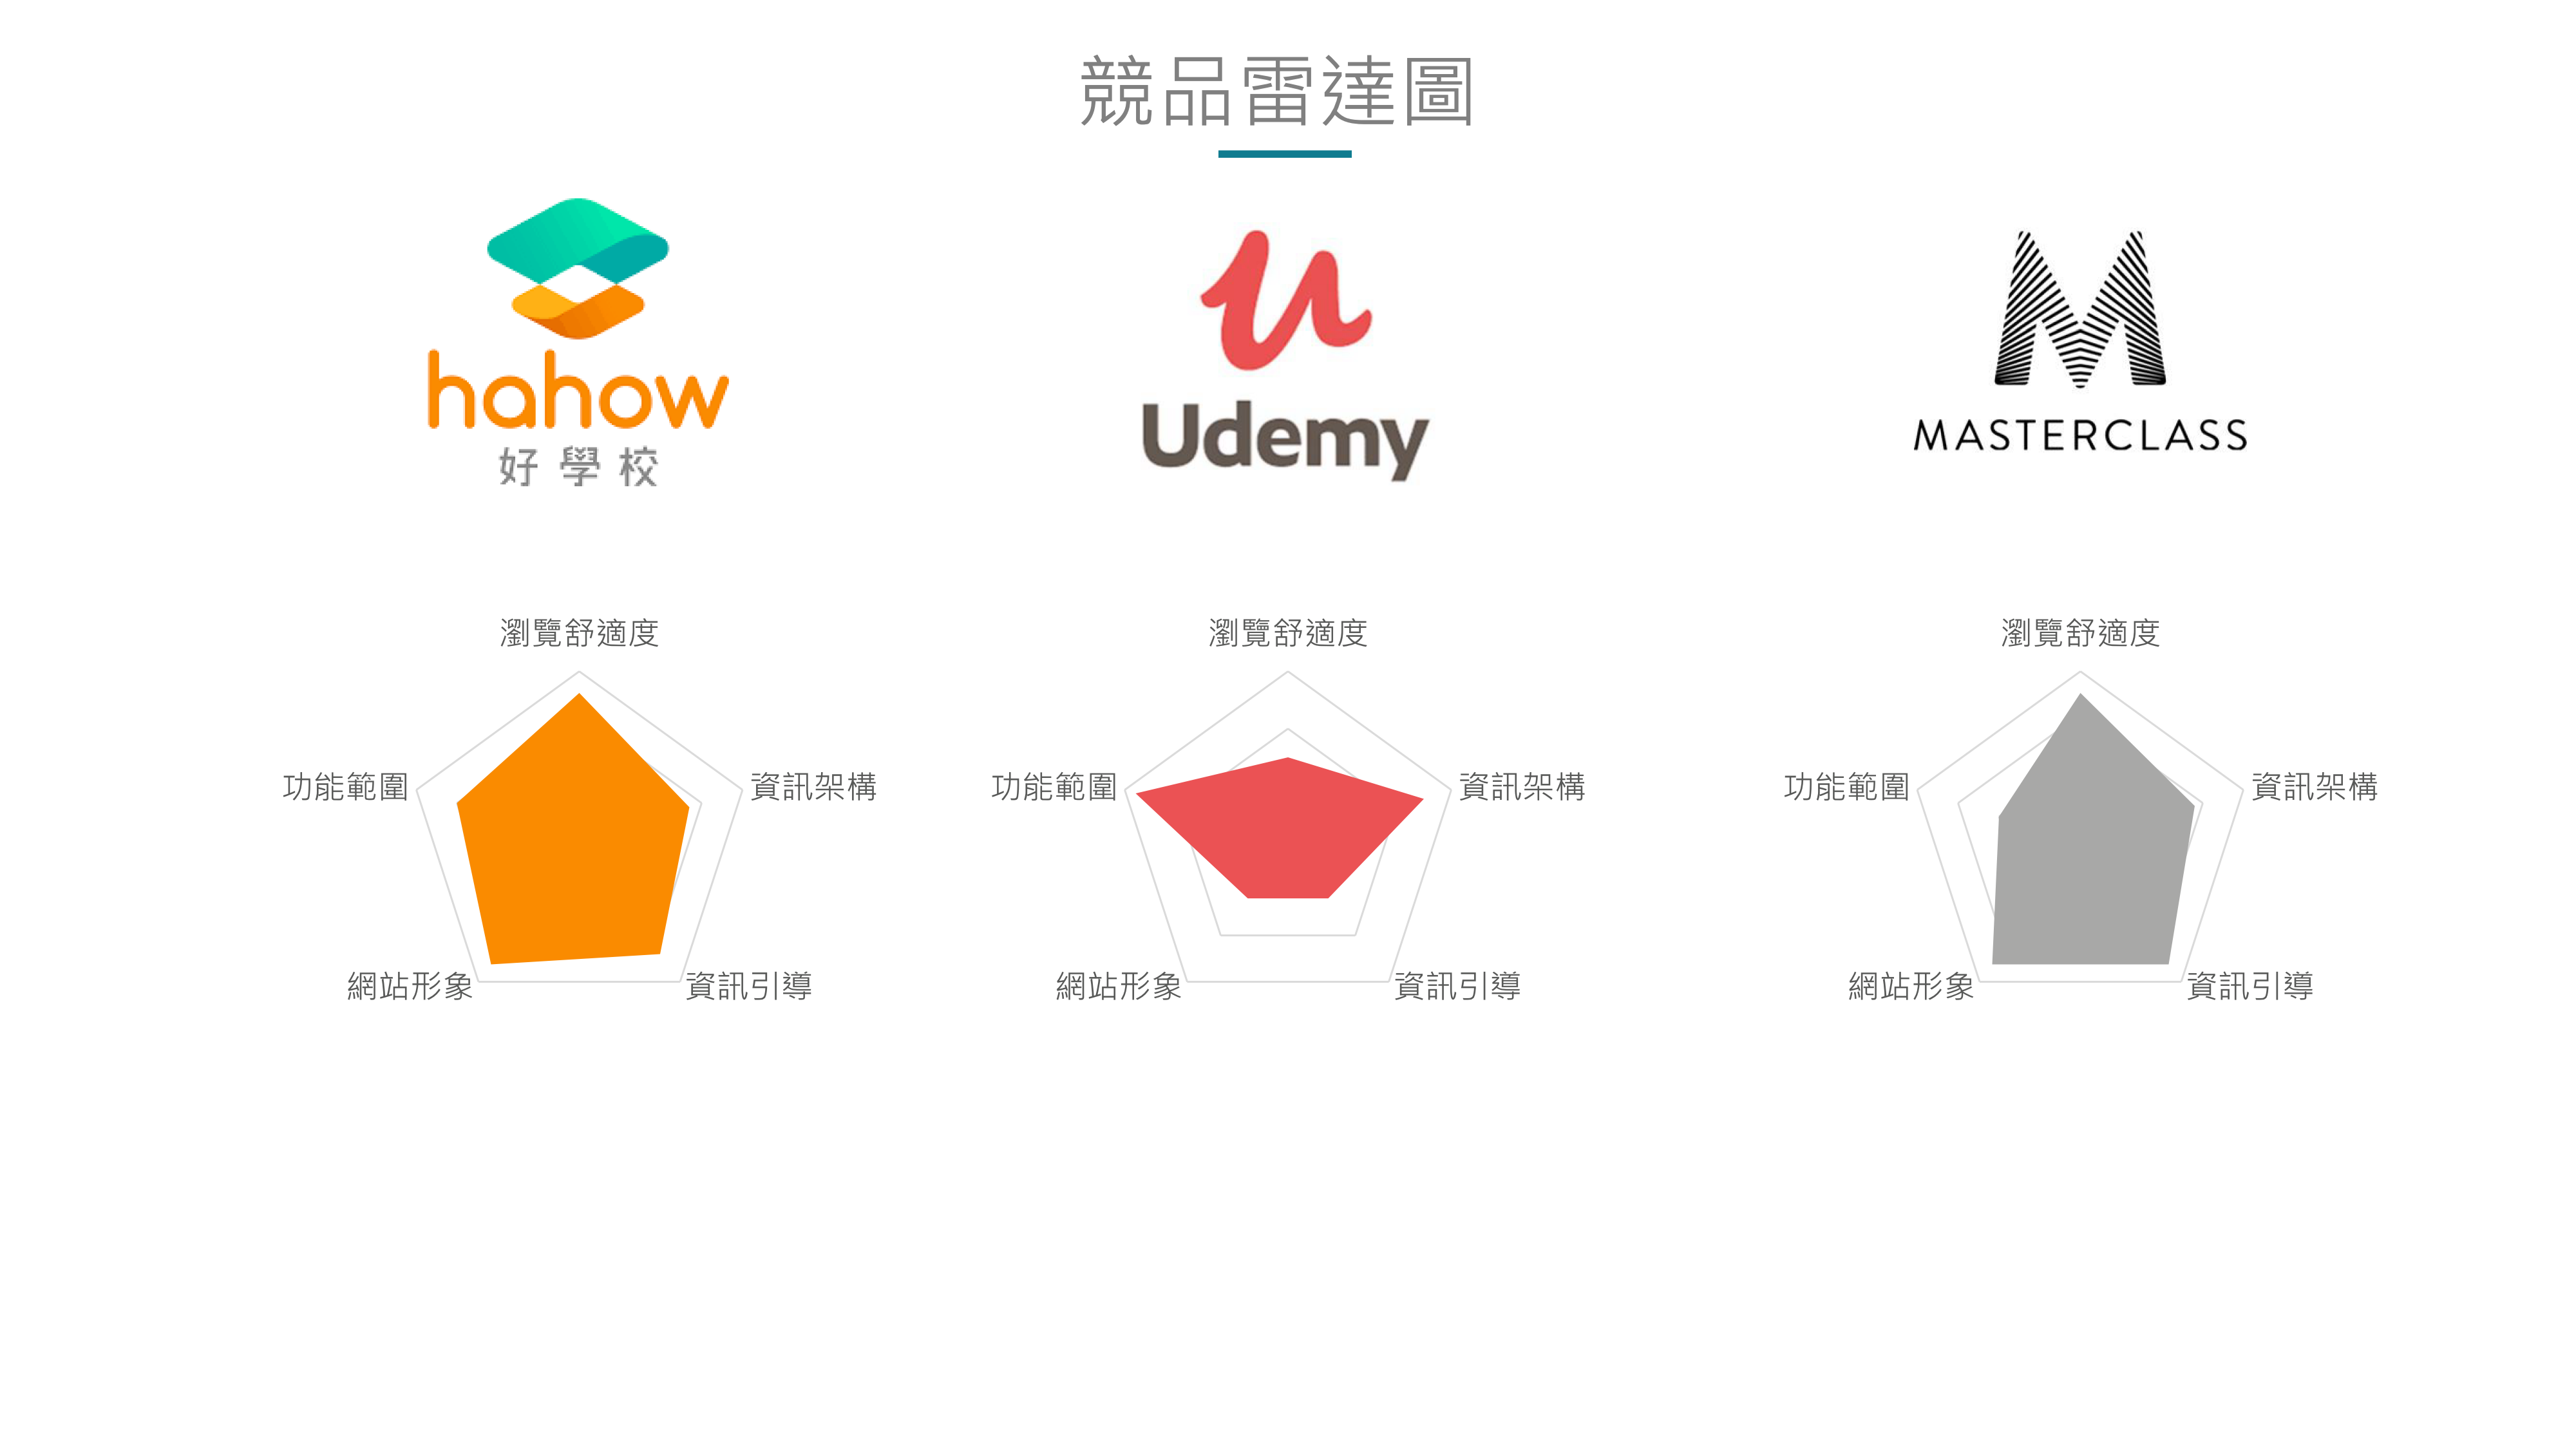 競品雷達圖
hahow
好學校
Udemy
MASTERCLASS
瀏覽舒適度
功能範圍
資訊架構
網站形象
資訊引導
瀏覽舒適度
功能範圍
資訊架構
網站形象
資訊引導
瀏覽舒適度
功能範圍
資訊架構
網站形象
資訊引導